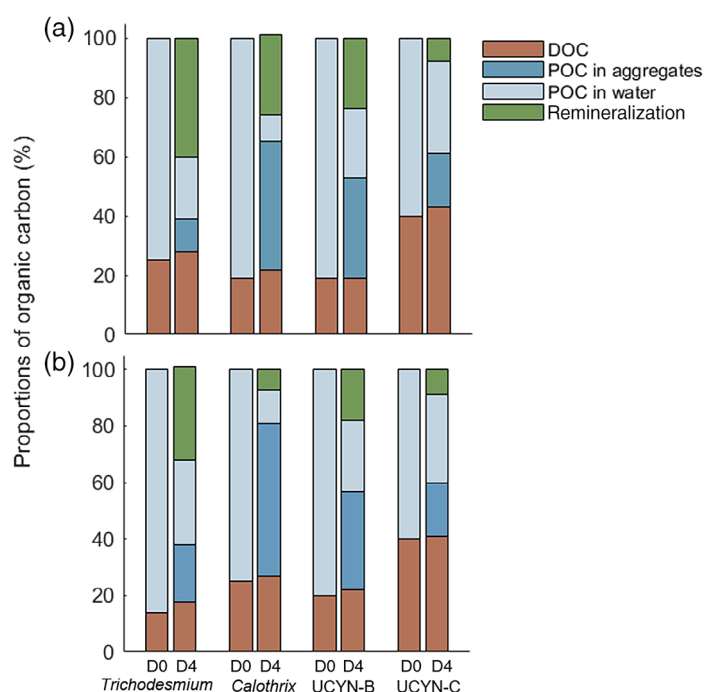 (a)
100
80
60
40
20
0
DOC
POC in aggregates
POC in water
Remineralization
Proportions of organic carbon (%)
(b)
100
80
60
40
20
0
D0 D4 D0 D4 D0 D4 D0 D4
Trichodesmium Calothrix UCYN-B UCYN-C